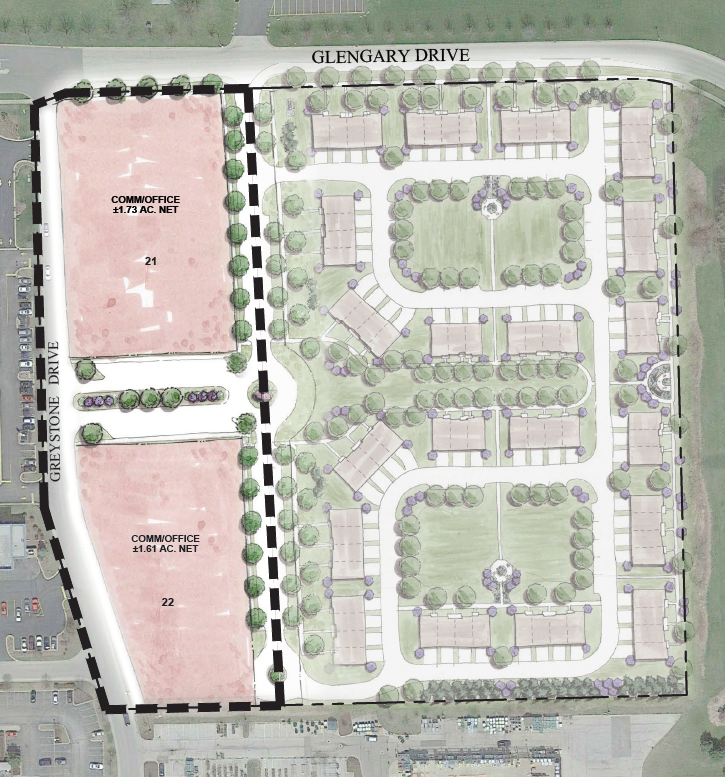 GLENGARY DRIVE
COMM/OFFICE
±1.73 AC. NET
21
GREYSTONE DRIVE
COMM/OFFICE
±1.61 AC. NET
22